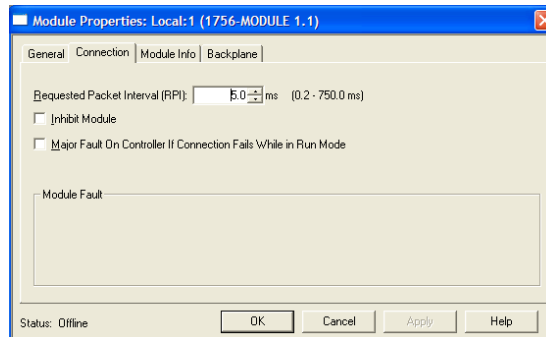 Module Properties: Local:1 (1756-MODULE 1.1)
General Connection Module Info Backplane
Requested Packet Interval (RPI): 5.0 ms (0.2 - 750.0 ms)
Inhibit Module
Major Fault On Controller If Connection Fails While in Run Mode
Module Fault
Status: Offline OK Cancel Apply Help